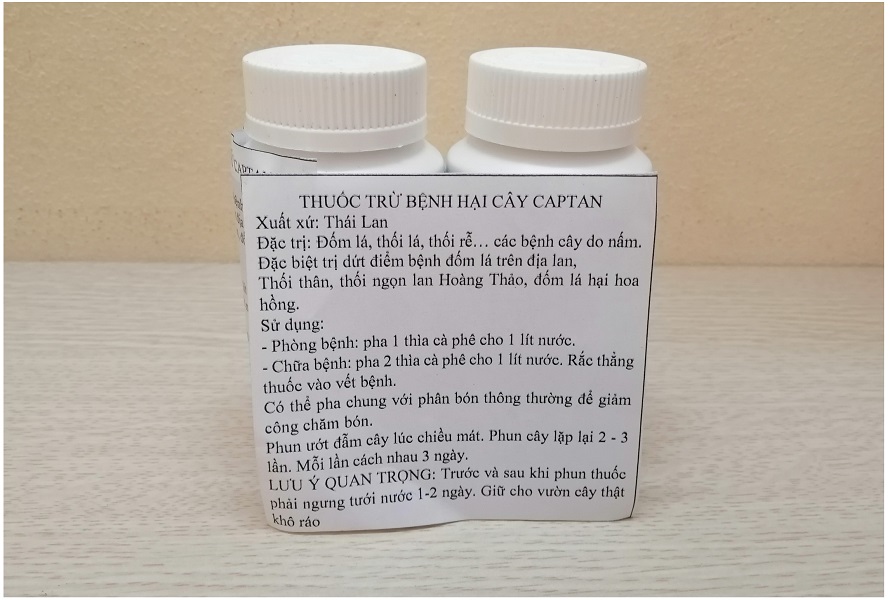 THUỐC TRỪ BỆNH HẠI CÂY CAPTAN
Xuất xứ: Thái Lan
Đặc trị: Đốm lá, thối lá, thối rễ… các bệnh cây do nấm.
Đặc biệt trị dứt điểm bệnh đốm lá trên địa lan,
Thối thân, thối ngọn lan Hoàng Thảo, đốm lá hại hoa
hồng.
Sử dụng:
- Phòng bệnh: pha 1 thìa cà phê cho 1 lít nước.
- Chữa bệnh: pha 2 thìa cà phê cho 1 lít nước. Rắc thẳng
thuốc vào vết bệnh.
Có thể pha chung với phân bón thông thường để giảm
công chăm bón.
Phun ướt đẫm cây lúc chiều mát. Phun cây lặp lại 2 - 3
lần. Mỗi lần cách nhau 3 ngày.
LƯU Ý QUAN TRỌNG: Trước và sau khi phun thuốc
phải ngưng tưới nước 1-2 ngày. Giữ cho vườn cây thật
khô ráo